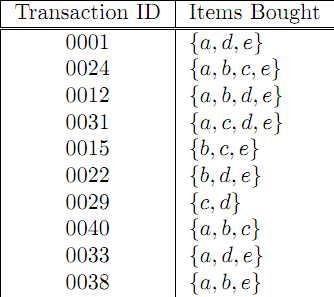 Transaction ID Items Bought
0001 {a, d, e}
0024 {a, b, c, e}
0012 {a, b, d, e}
0031 {a, c, d, e}
0015 {b, c, e}
0022 {b, d, e}
0029 {c, d}
0040 {a, b, c}
0033 {a, d, e}
0038 {a, b, e}